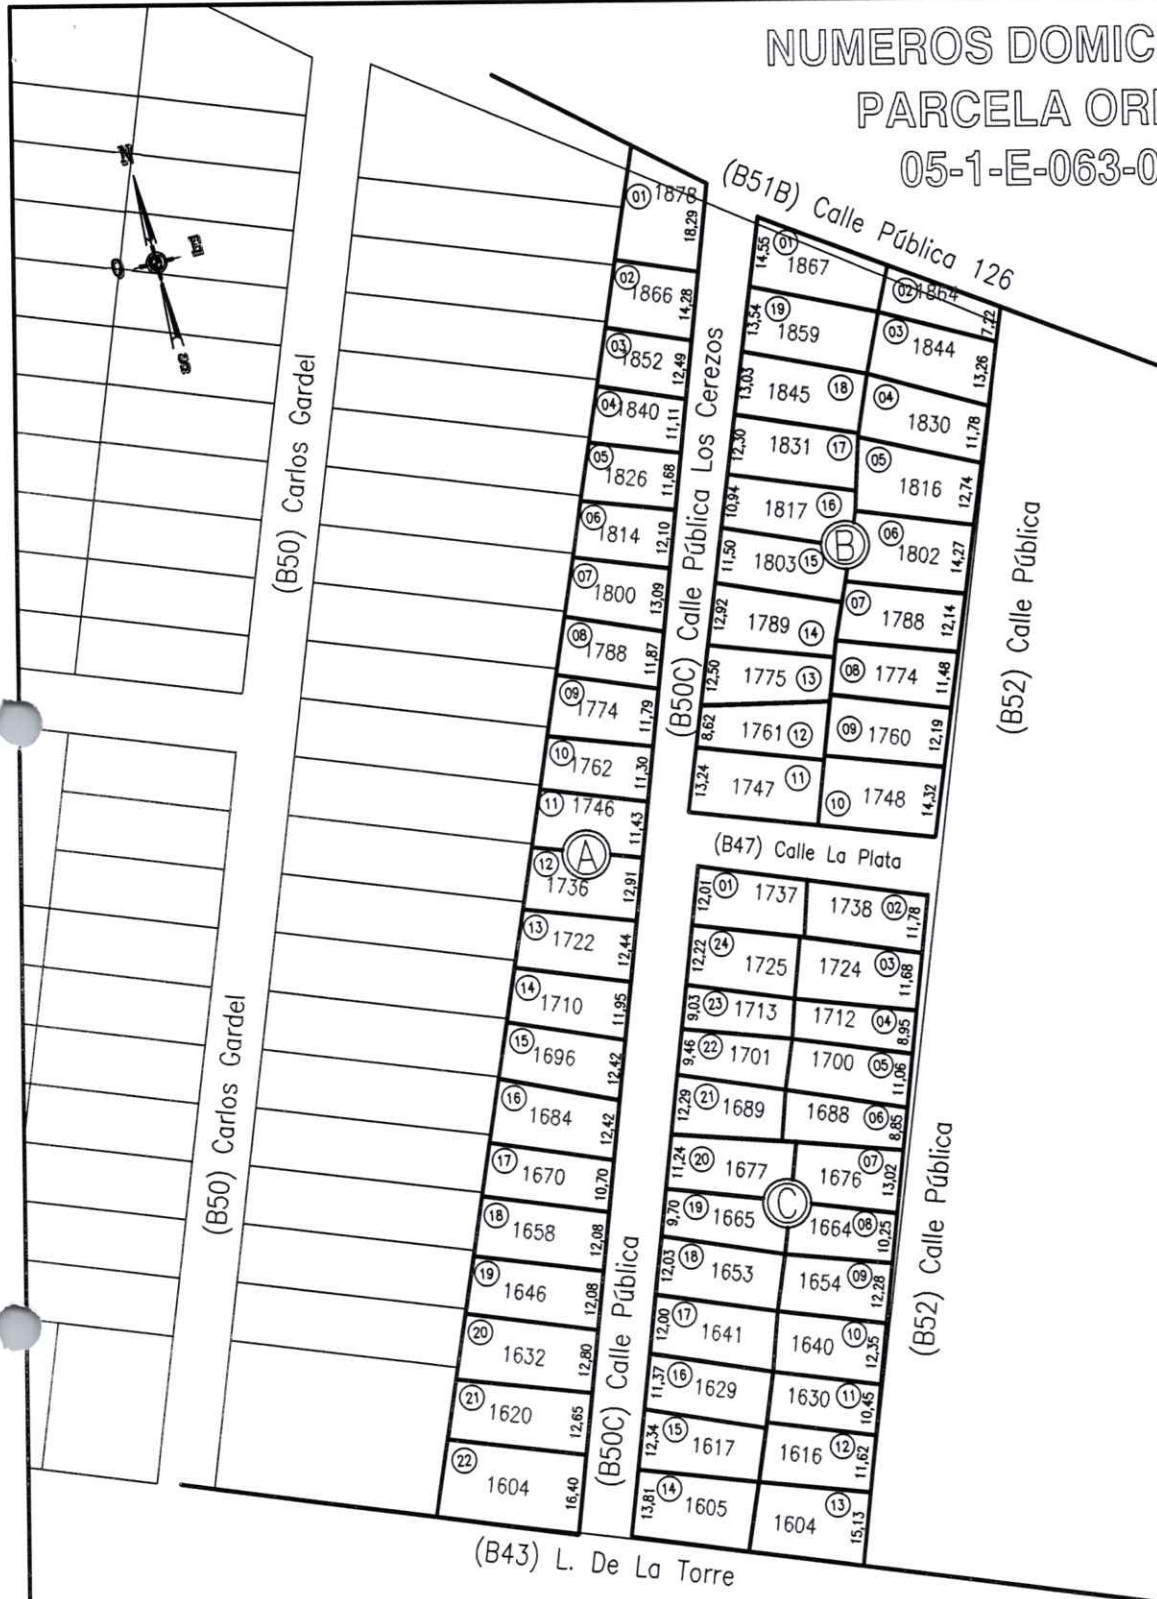 NUMEROS DOMIC
PARCELA ORI
05-1-E-063-0
N
E
O
S
(B50) Carlos Gardel
(B50) Carlos Gardel
(B51B) Calle Pública 126
(B50C) Calle Pública Los Cerezos
(B50C) Calle Pública
(B52) Calle Pública
(B52) Calle Pública
(B47) Calle La Plata
(B43) L. De La Torre
A
01 1878 18,29
02 1866 14,28
03 1852 12,49
04 1840 11,11
05 1826 11,68
06 1814 12,10
07 1800 13,09
08 1788 11,87
09 1774 11,79
10 1762 11,30
11 1746 11,43
12 1736 12,91
13 1722 12,44
14 1710 11,95
15 1696 12,42
16 1684 12,42
17 1670 10,70
18 1658 12,08
19 1646 12,08
20 1632 12,80
21 1620 12,65
22 1604 16,40
B
14,55 01 1867
02 1864 7,22
13,54 19 1859
03 1844 13,26
13,03 1845 18
04 1830 11,78
12,30 1831 17
05 1816 12,74
10,94 1817 16
06 1802 14,27
11,50 1803 15
07 1788 12,14
12,92 1789 14
08 1774 11,48
12,50 1775 13
09 1760 12,19
8,62 1761 12
10 1748 14,32
13,24 1747 11
C
12,01 01 1737
1738 02 11,78
12,22 24 1725
1724 03 11,68
9,03 23 1713
1712 04 8,95
9,46 22 1701
1700 05 11,06
12,29 21 1689
1688 06 8,85
11,24 20 1677
1676 07 13,02
9,70 19 1665
1664 08 10,25
12,03 18 1653
1654 09 12,28
12,00 17 1641
1640 10 12,35
11,37 16 1629
1630 11 10,45
12,34 15 1617
1616 12 11,62
13,81 14 1605
1604 13 15,13